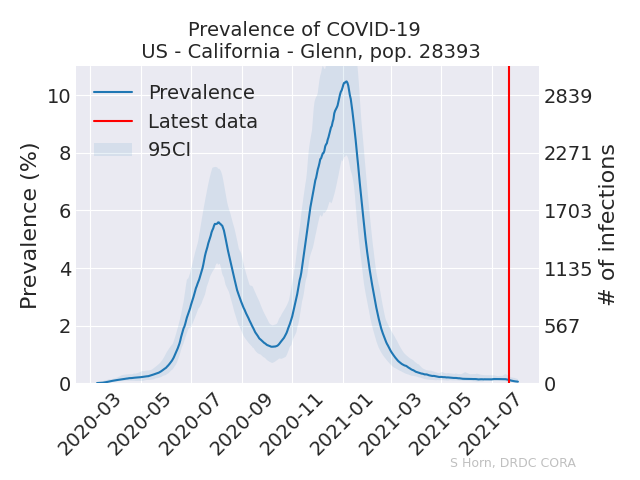 Prevalence of COVID-19
US - California - Glenn, pop. 28393
Prevalence
Latest data
95CI
Prevalence (%)
10
8
6
4
2
0
2839
2271
1703
1135
567
0
# of infections
2020-03
2020-05
2020-07
2020-09
2020-11
2021-01
2021-03
2021-05
2021-07
S Horn, DRDC CORA